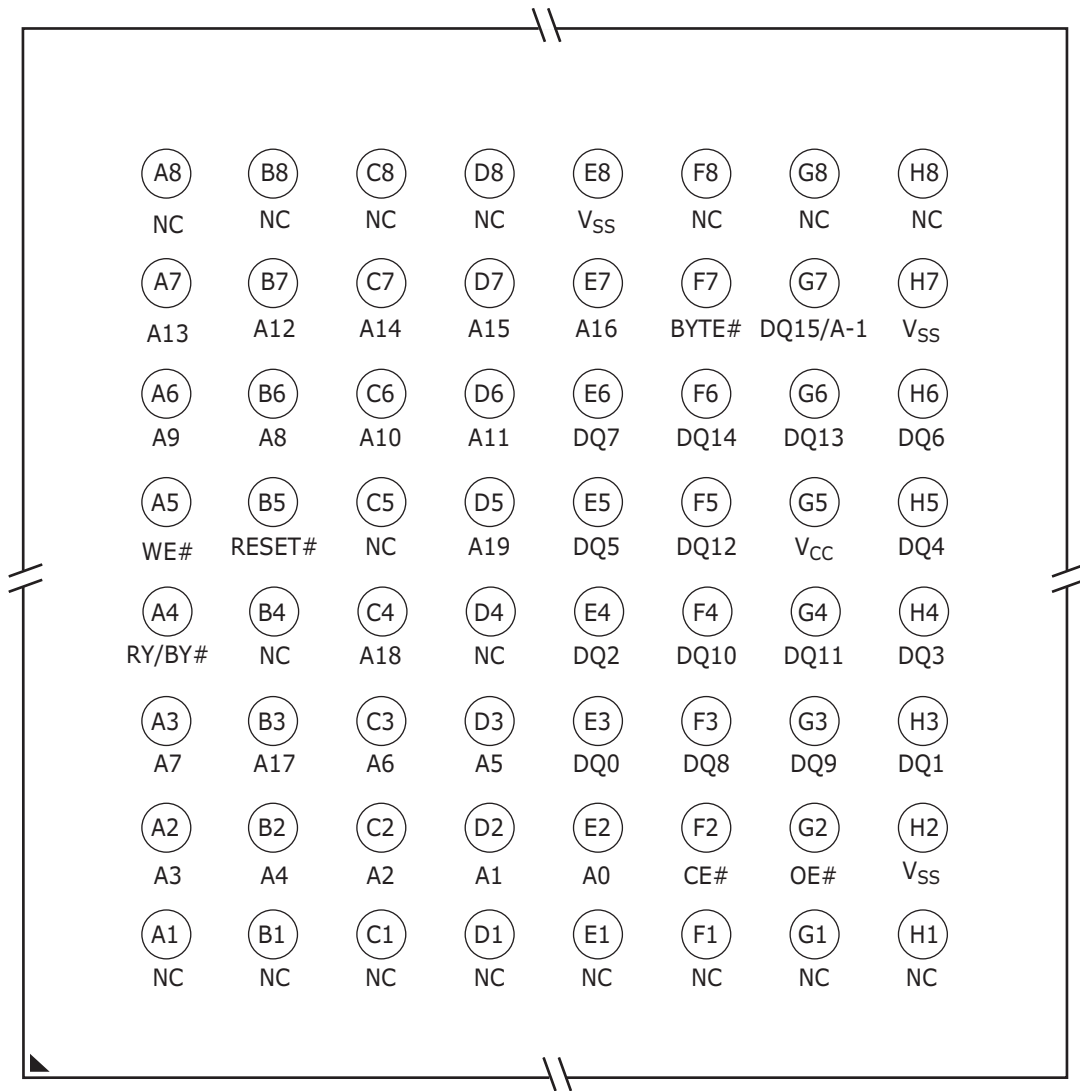 A8 B8 C8 D8 E8 F8 G8 H8
NC NC NC NC VSS NC NC NC
A7 B7 C7 D7 E7 F7 G7 H7
A13 A12 A14 A15 A16 BYTE# DQ15/A-1 VSS
A6 B6 C6 D6 E6 F6 G6 H6
A9 A8 A10 A11 DQ7 DQ14 DQ13 DQ6
A5 B5 C5 D5 E5 F5 G5 H5
WE# RESET# NC A19 DQ5 DQ12 VCC DQ4
A4 B4 C4 D4 E4 F4 G4 H4
RY/BY# NC A18 NC DQ2 DQ10 DQ11 DQ3
A3 B3 C3 D3 E3 F3 G3 H3
A7 A17 A6 A5 DQ0 DQ8 DQ9 DQ1
A2 B2 C2 D2 E2 F2 G2 H2
A3 A4 A2 A1 A0 CE# OE# VSS
A1 B1 C1 D1 E1 F1 G1 H1
NC NC NC NC NC NC NC NC